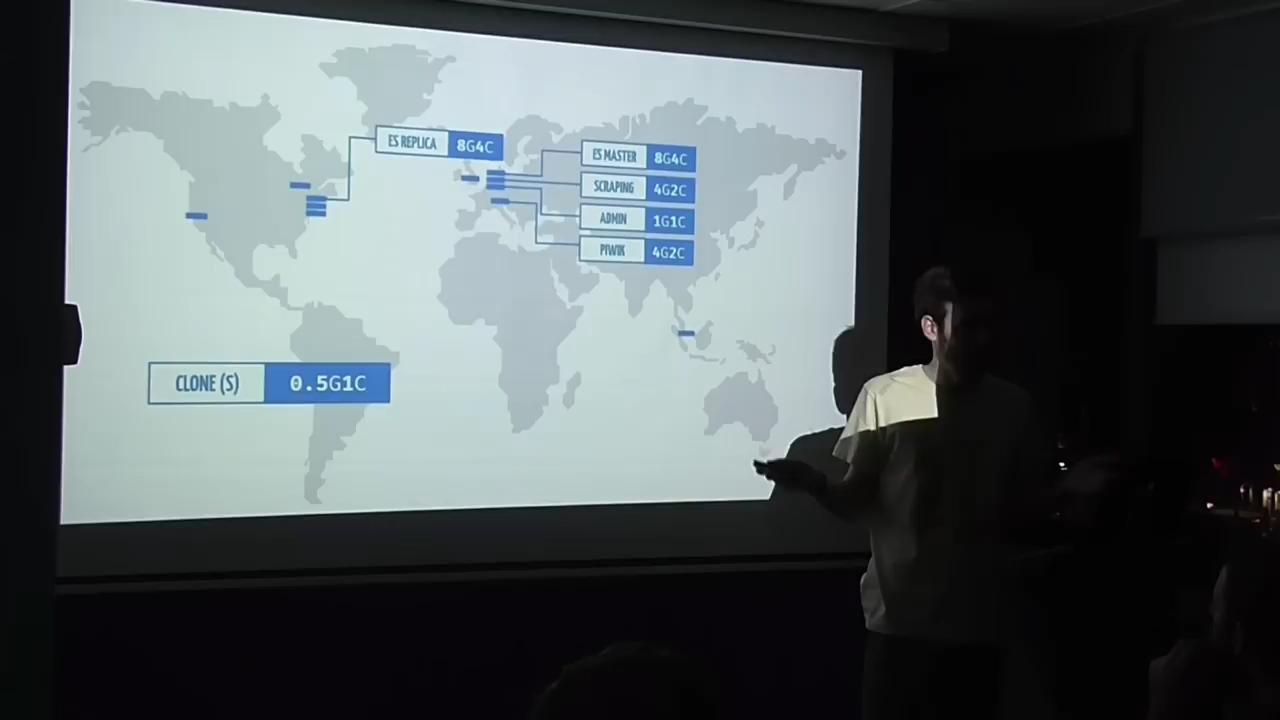 ES REPLICA 8G4C
ES MASTER 8G4C
SCRAPING 4G2C
ADMIN 1G1C
PIWIK 4G2C
CLONE (S) 0.5G1C